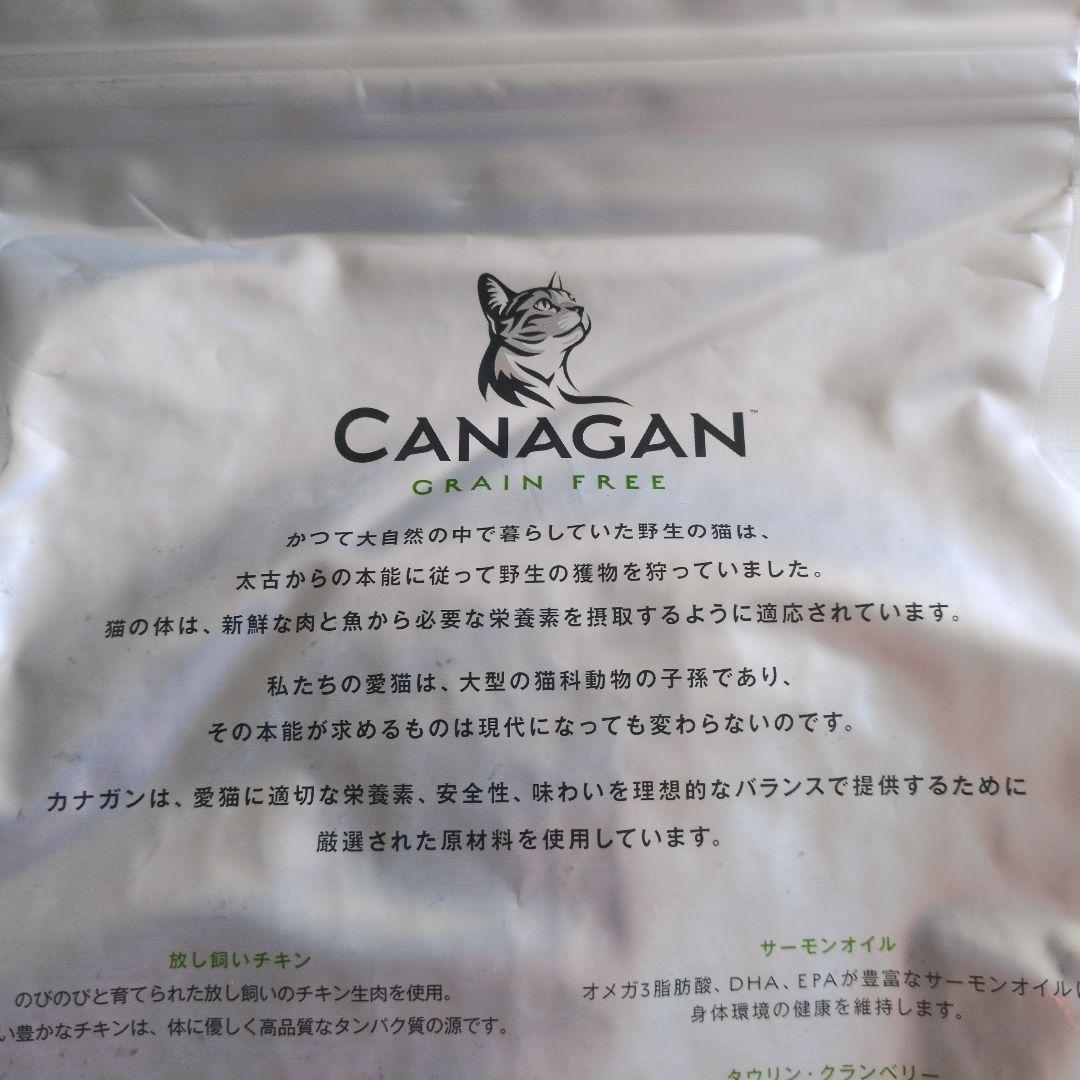 CANAGAN™
GRAIN FREE
かつて大自然の中で暮らしていた野生の猫は、
太古からの本能に従って野生の獲物を狩っていました。
猫の体は、新鮮な肉と魚から必要な栄養素を摂取するように適応されています。
私たちの愛猫は、大型の猫科動物の子孫であり、
その本能が求めるものは現代になっても変わらないのです。
カナガンは、愛猫に適切な栄養素、安全性、味わいを理想的なバランスで提供するために
厳選された原材料を使用しています。
放し飼いチキン
のびのびと育てられた放し飼いのチキン生肉を使用。
い豊かなチキンは、体に優しく高品質なタンパク質の源です。
サーモンオイル
オメガ3脂肪酸、DHA、EPAが豊富なサーモンオイル
身体環境の健康を維持します。
タウリン・クランベリー